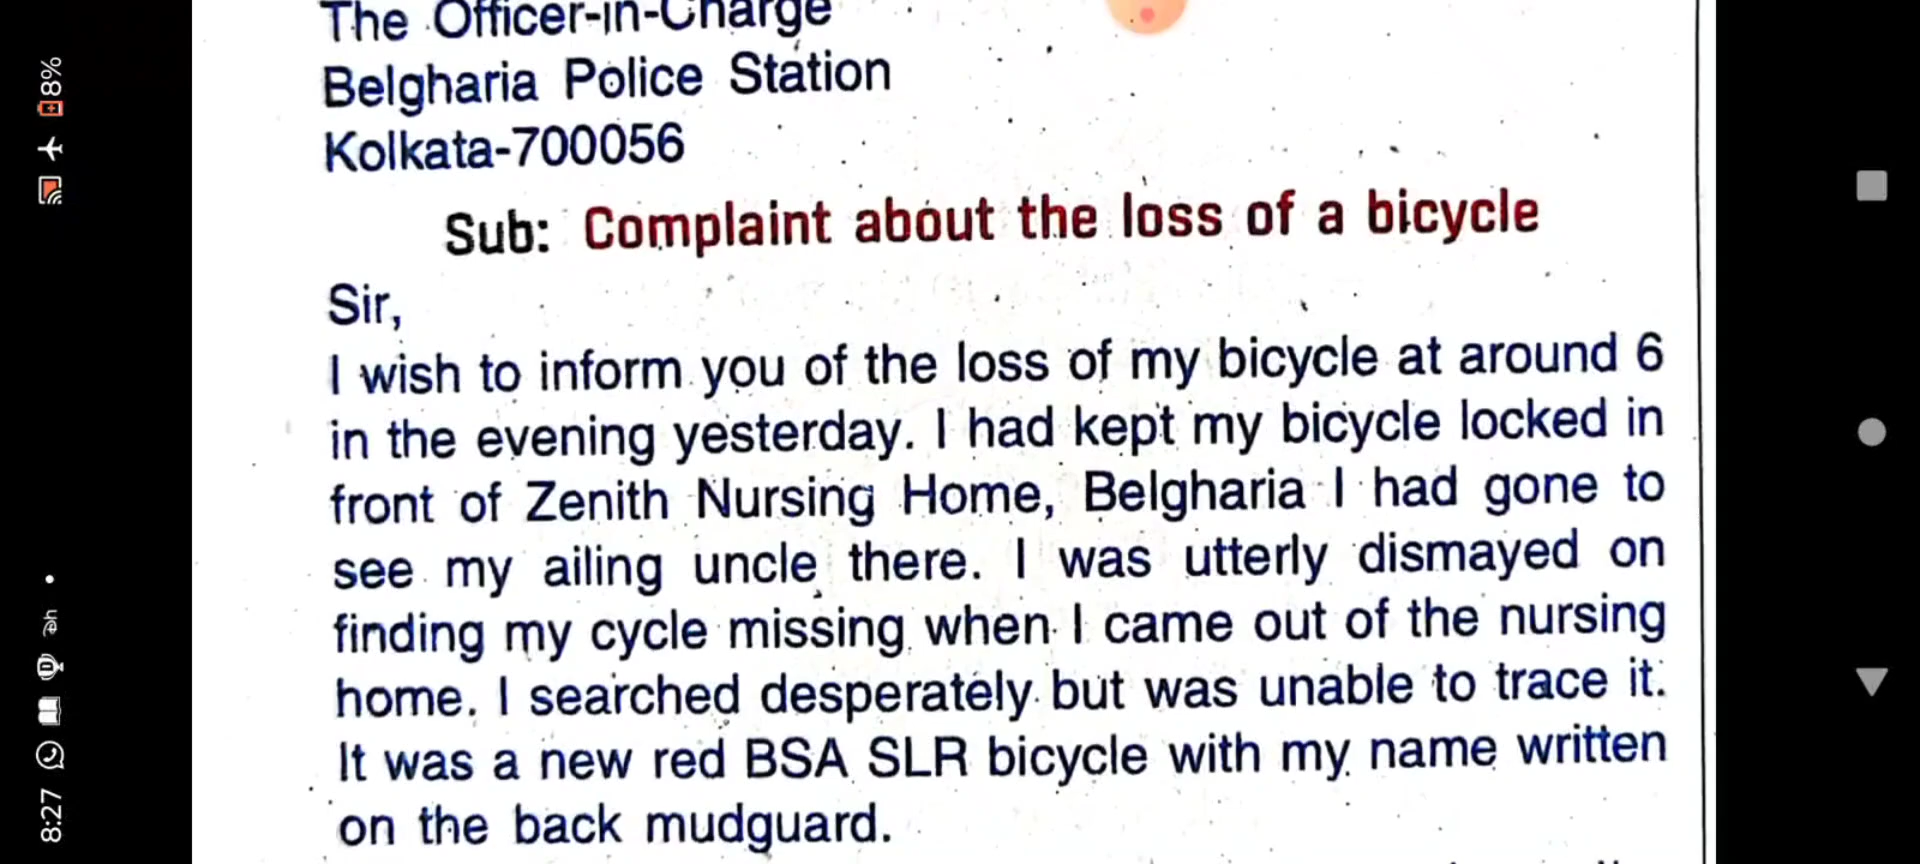 The Officer-in-Charge
Belgharia Police Station
Kolkata-700056
Sub: Complaint about the loss of a bicycle
Sir,
I wish to inform you of the loss of my bicycle at around 6
in the evening yesterday. I had kept my bicycle locked in
front of Zenith Nursing Home, Belgharia I had gone to
see my ailing uncle there. I was utterly dismayed on
finding my cycle missing when I came out of the nursing
home. I searched desperately but was unable to trace it.
It was a new red BSA SLR bicycle with my name written
on the back mudguard.
8:27
8%